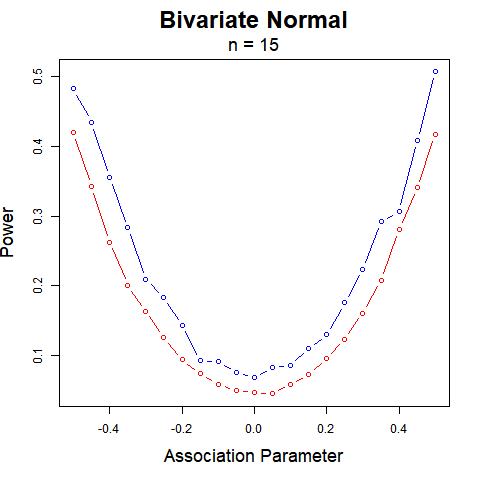 Bivariate Normal
n = 15
Power
0.5
0.4
0.3
0.2
0.1
-0.4 -0.2 0.0 0.2 0.4
Association Parameter